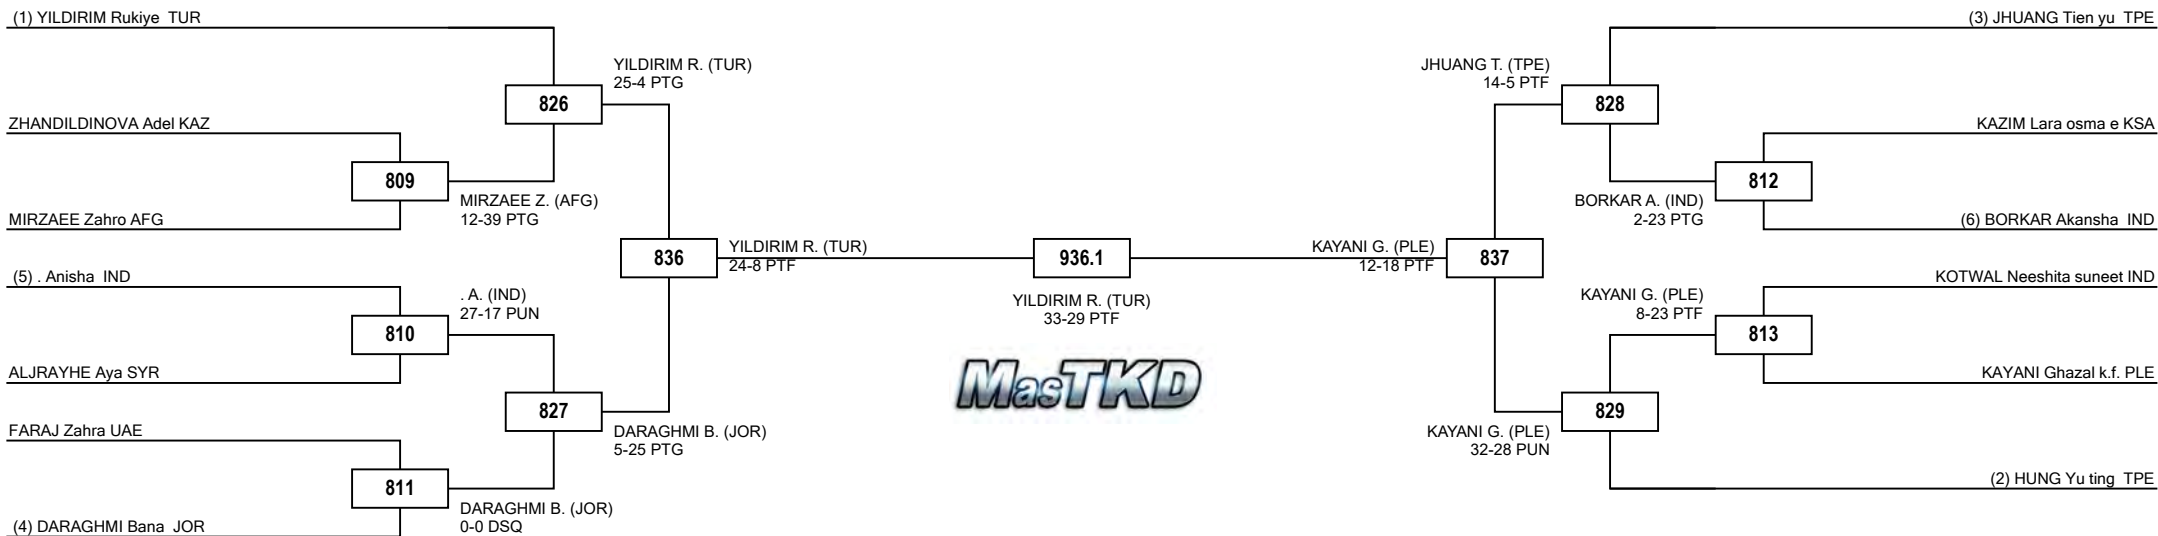 (1) YILDIRIM Rukiye  TUR
ZHANDILDINOVA Adel KAZ
MIRZAEE Zahro AFG
(5) . Anisha  IND
ALJRAYHE Aya SYR
FARAJ Zahra UAE
(4) DARAGHMI Bana  JOR
809
MIRZAEE Z. (AFG)
12-39 PTG
810
. A. (IND)
27-17 PUN
811
DARAGHMI B. (JOR)
0-0 DSQ
826
YILDIRIM R. (TUR)
25-4 PTG
827
DARAGHMI B. (JOR)
5-25 PTG
836
YILDIRIM R. (TUR)
24-8 PTF
936.1
YILDIRIM R. (TUR)
33-29 PTF
MasTKD
KAYANI G. (PLE)
12-18 PTF
837
JHUANG T. (TPE)
14-5 PTF
828
KAYANI G. (PLE)
32-28 PUN
829
BORKAR A. (IND)
2-23 PTG
812
KAYANI G. (PLE)
8-23 PTF
813
(3) JHUANG Tien yu  TPE
KAZIM Lara osma e KSA
(6) BORKAR Akansha  IND
KOTWAL Neeshita suneet IND
KAYANI Ghazal k.f. PLE
(2) HUNG Yu ting  TPE